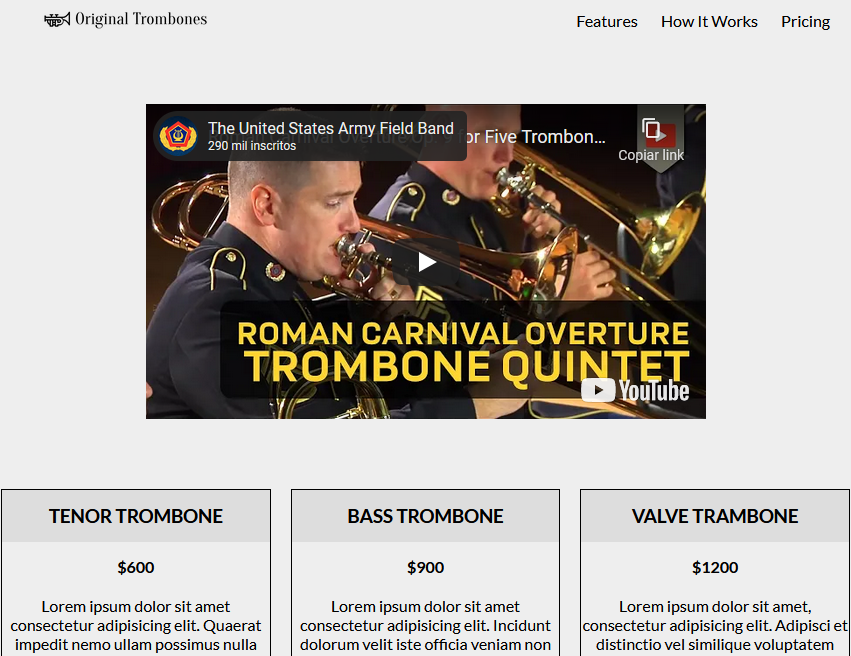 Original Trombones
Features How It Works Pricing
The United States Army Field Band
290 mil inscritos
for Five Trombon...
Copiar link
ROMAN CARNIVAL OVERTURE
TROMBONE QUINTET
YouTube
TENOR TROMBONE
$600
Lorem ipsum dolor sit amet
consectetur adipisicing elit. Quaerat
impedit nemo ullam possimus nulla
BASS TROMBONE
$900
Lorem ipsum dolor sit amet
consectetur adipisicing elit. Incidunt
dolorum velit iste officia veniam non
VALVE TRAMBONE
$1200
Lorem ipsum dolor sit amet,
consectetur adipisicing elit. Adipisci et
distinctio vel similique voluptatem